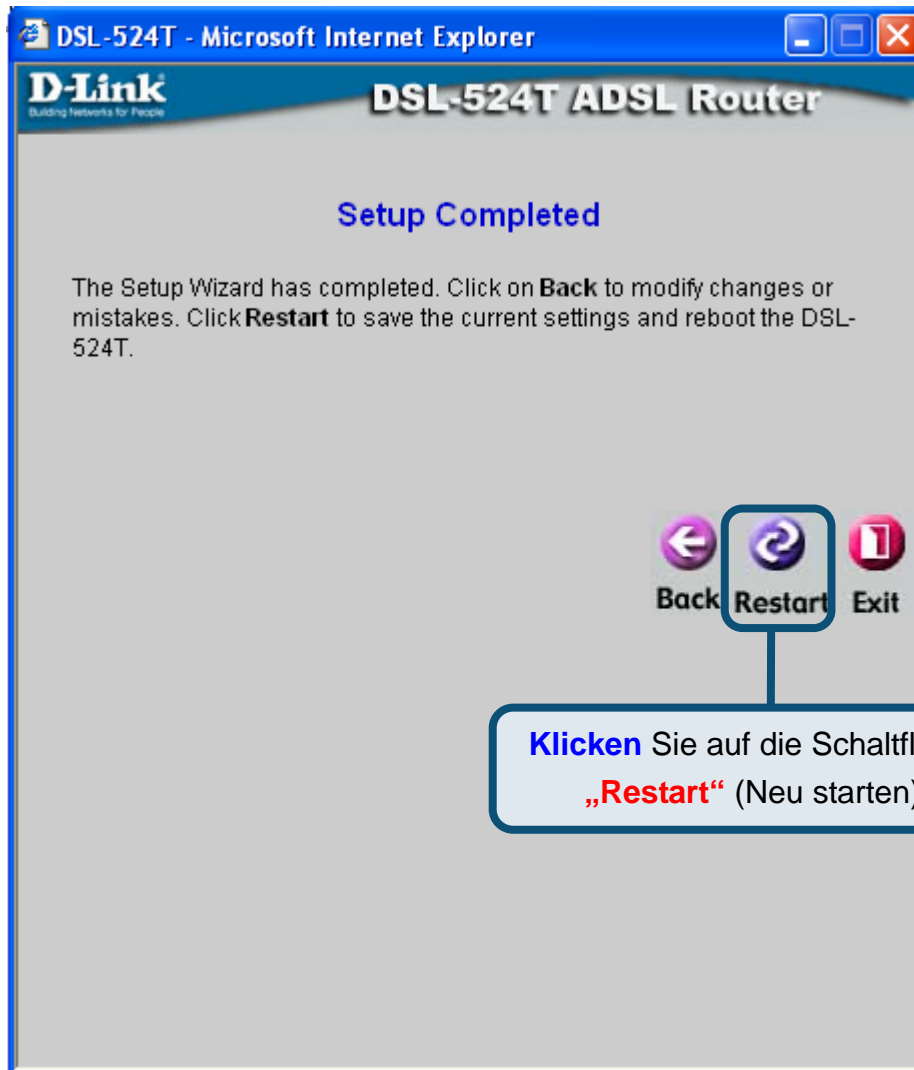 DSL-524T - Microsoft Internet Explorer
D-Link
Building Networks for People
DSL-524T ADSL Router
Setup Completed
The Setup Wizard has completed. Click on Back to modify changes or
mistakes. Click Restart to save the current settings and reboot the DSL-
524T.
Back Restart Exit
Klicken Sie auf die
„Restart“ (Neu starten)